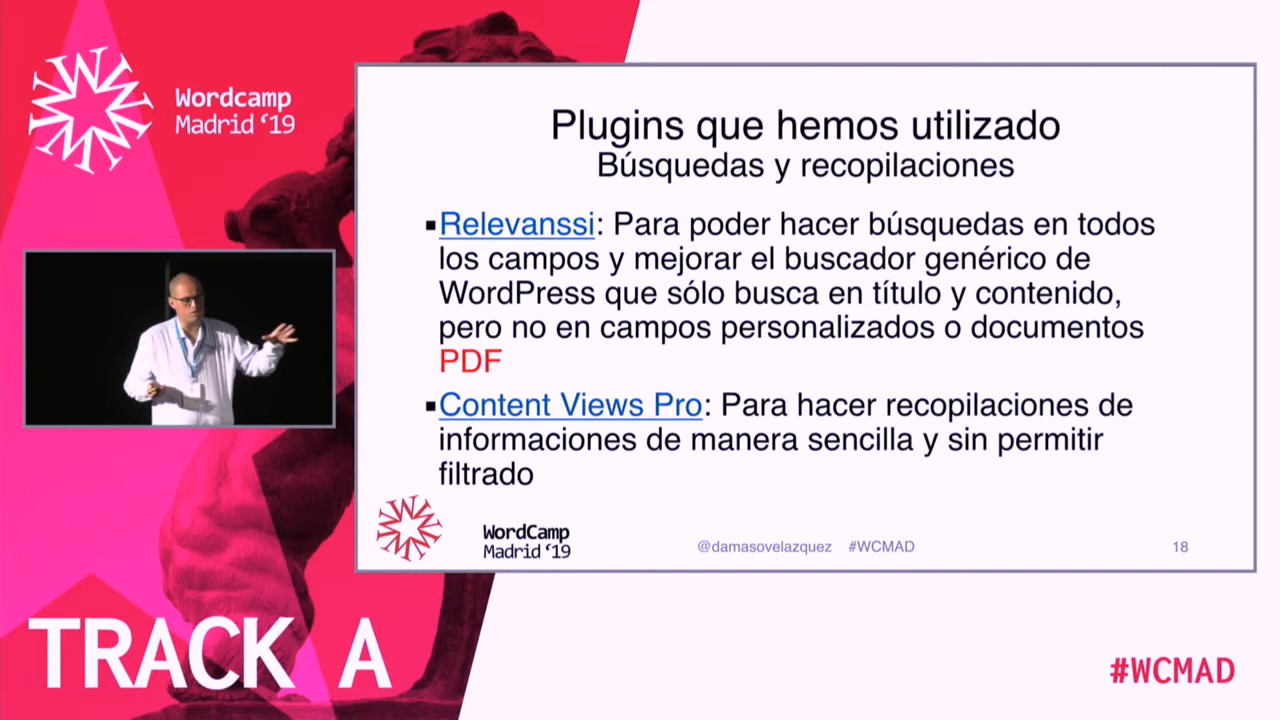 Wordcamp
Madrid ‘19
Plugins que hemos utilizado
Búsquedas y recopilaciones
▪Relevanssi: Para poder hacer búsquedas en todos
los campos y mejorar el buscador genérico de
WordPress que sólo busca en título y contenido,
pero no en campos personalizados o documentos
PDF
▪Content Views Pro: Para hacer recopilaciones de
informaciones de manera sencilla y sin permitir
filtrado
WordCamp
Madrid ‘19
@damasovelazquez #WCMAD
18
TRACK A
#WCMAD